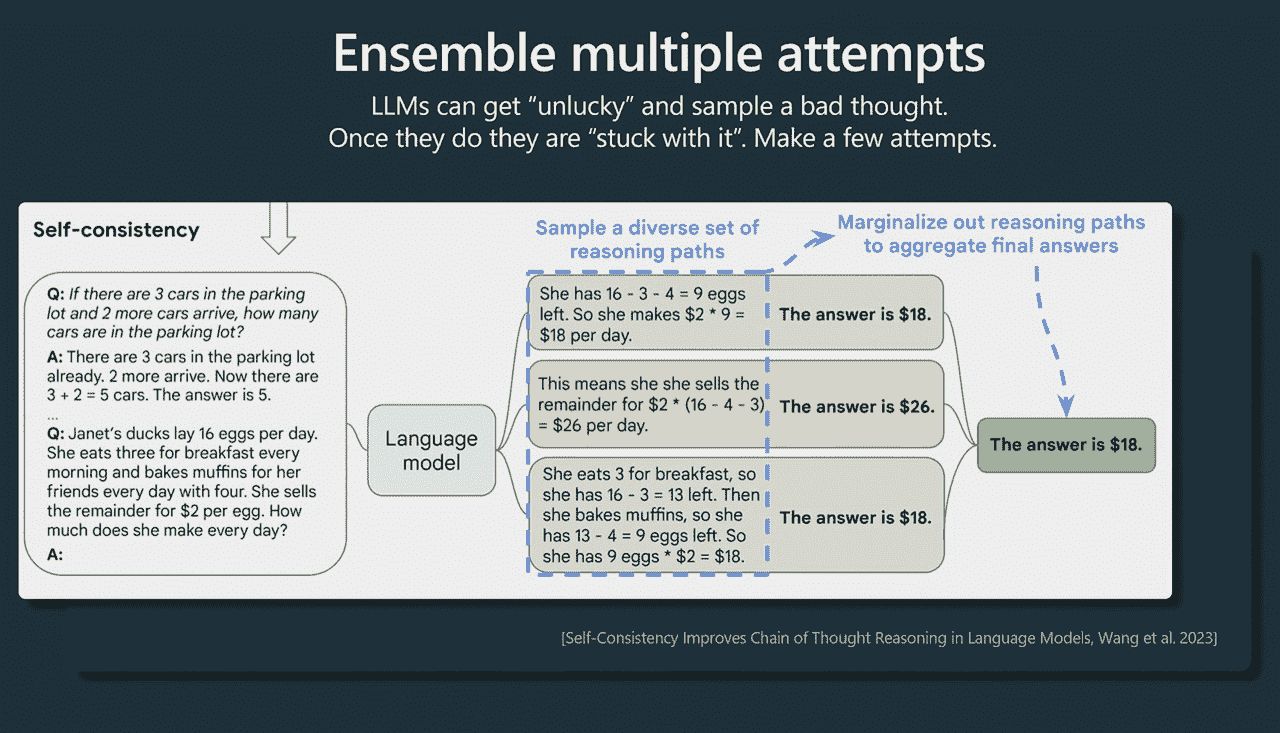 Ensemble multiple attempts
LLMs can get “unlucky” and sample a bad thought.
Once they do they are “stuck with it”. Make a few attempts.
Self-consistency
Q: If there are 3 cars in the parking
lot and 2 more cars arrive, how many
cars are in the parking lot?
A: There are 3 cars in the parking lot
already. 2 more arrive. Now there are
3 + 2 = 5 cars. The answer is 5.
...
Q: Janet’s ducks lay 16 eggs per day.
She eats three for breakfast every
morning and bakes muffins for her
friends every day with four. She sells
the remainder for $2 per egg. How
much does she make every day?
A:
Language
model
Sample a diverse set of
reasoning paths
She has 16 - 3 - 4 = 9 eggs
left. So she makes $2 * 9 =
$18 per day.
The answer is $18.
This means she she sells the
remainder for $2 * (16 - 4 - 3)
= $26 per day.
The answer is $26.
She eats 3 for breakfast, so
she has 16 - 3 = 13 left. Then
she bakes muffins, so she
has 13 - 4 = 9 eggs left. So
she has 9 eggs * $2 = $18.
The answer is $18.
Marginalize out reasoning paths
to aggregate final answers
The answer is $18.
[Self-Consistency Improves Chain of Thought Reasoning in Language Models, Wang et al. 2023]